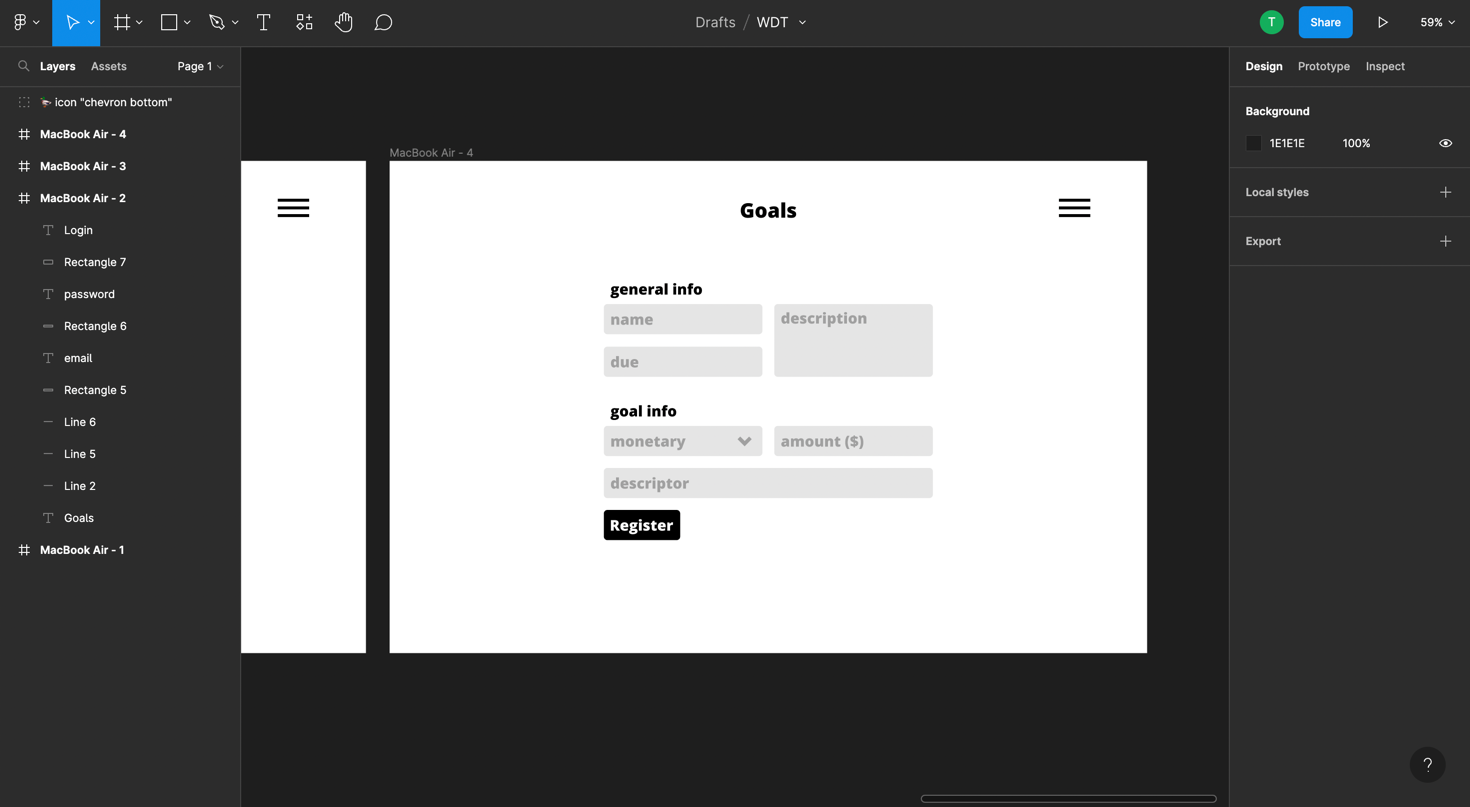 Drafts / WDT
T
Share
59%
Layers
Assets
Page 1
icon "chevron bottom"
MacBook Air - 4
MacBook Air - 3
MacBook Air - 2
Login
Rectangle 7
password
Rectangle 6
email
Rectangle 5
Line 6
Line 5
Line 2
Goals
MacBook Air - 1
MacBook Air - 4
Goals
general info
name
description
due
goal info
monetary
amount ($)
descriptor
Register
Design
Prototype
Inspect
Background
1E1E1E
100%
Local styles
Export
?